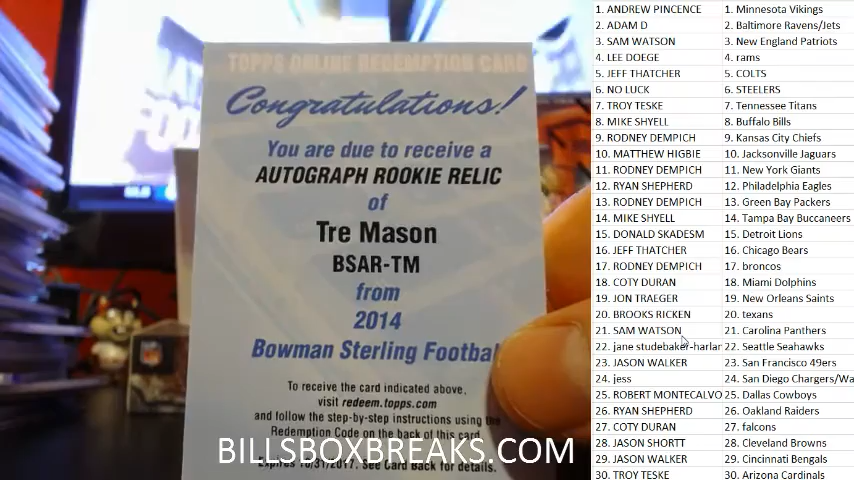 TOPPS ONLINE REDEMPTION CARD
Congratulations!
You are due to receive a
AUTOGRAPH ROOKIE RELIC
of
Tre Mason
BSAR-TM
from
2014
Bowman Sterling Footbal
To receive the card indicated above,
visit redeem.topps.com
and follow the step-by-step instructions using the
Redemption Code on the back of this card.
Expires 10/31/2017. See Card Back for details.
BILLSBOXBREAKS.COM
NFL
1. ANDREW PINCENCE 1. Minnesota Vikings
2. ADAM D 2. Baltimore Ravens/Jets
3. SAM WATSON 3. New England Patriots
4. LEE DOEGE 4. rams
5. JEFF THATCHER 5. COLTS
6. NO LUCK 6. STEELERS
7. TROY TESKE 7. Tennessee Titans
8. MIKE SHYELL 8. Buffalo Bills
9. RODNEY DEMPICH 9. Kansas City Chiefs
10. MATTHEW HIGBIE 10. Jacksonville Jaguars
11. RODNEY DEMPICH 11. New York Giants
12. RYAN SHEPHERD 12. Philadelphia Eagles
13. RODNEY DEMPICH 13. Green Bay Packers
14. MIKE SHYELL 14. Tampa Bay Buccaneers
15. DONALD SKADESM 15. Detroit Lions
16. JEFF THATCHER 16. Chicago Bears
17. RODNEY DEMPICH 17. broncos
18. COTY DURAN 18. Miami Dolphins
19. JON TRAEGER 19. New Orleans Saints
20. BROOKS RICKEN 20. texans
21. SAM WATSON 21. Carolina Panthers
22. jane studebaker-harlar 22. Seattle Seahawks
23. JASON WALKER 23. San Francisco 49ers
24. jess 24. San Diego Chargers/Wa
25. ROBERT MONTECALVO 25. Dallas Cowboys
26. RYAN SHEPHERD 26. Oakland Raiders
27. COTY DURAN 27. falcons
28. JASON SHORTT 28. Cleveland Browns
29. JASON WALKER 29. Cincinnati Bengals
30. TROY TESKE 30. Arizona Cardinals